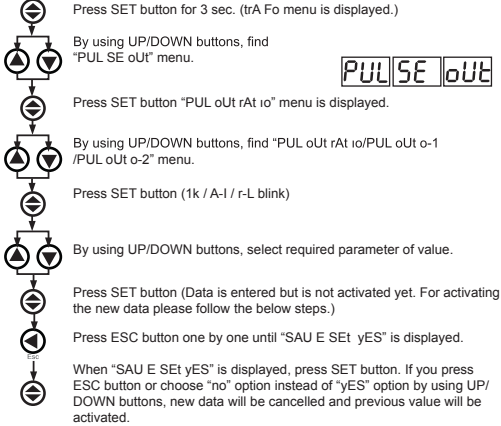 Press SET button for 3 sec. (trA Fo menu is displayed.)
By using UP/DOWN buttons, find
“PUL SE oUt” menu.
PUL SE oUt
Press SET button “PUL oUt rAt ıo” menu is displayed.
By using UP/DOWN buttons, find “PUL oUt rAt ıo/PUL oUt o-1
/PUL oUt o-2” menu.
Press SET button (1k / A-I / r-L blink)
By using UP/DOWN buttons, select required parameter of value.
Press SET button (Data is entered but is not activated yet. For activating
the new data please follow the below steps.)
Press ESC button one by one until “SAU E SEt  yES” is displayed.
Esc
When “SAU E SEt yES” is displayed, press SET button. If you press
ESC button or choose “no” option instead of “yES” option by using UP/
DOWN buttons, new data will be cancelled and previous value will be
activated.